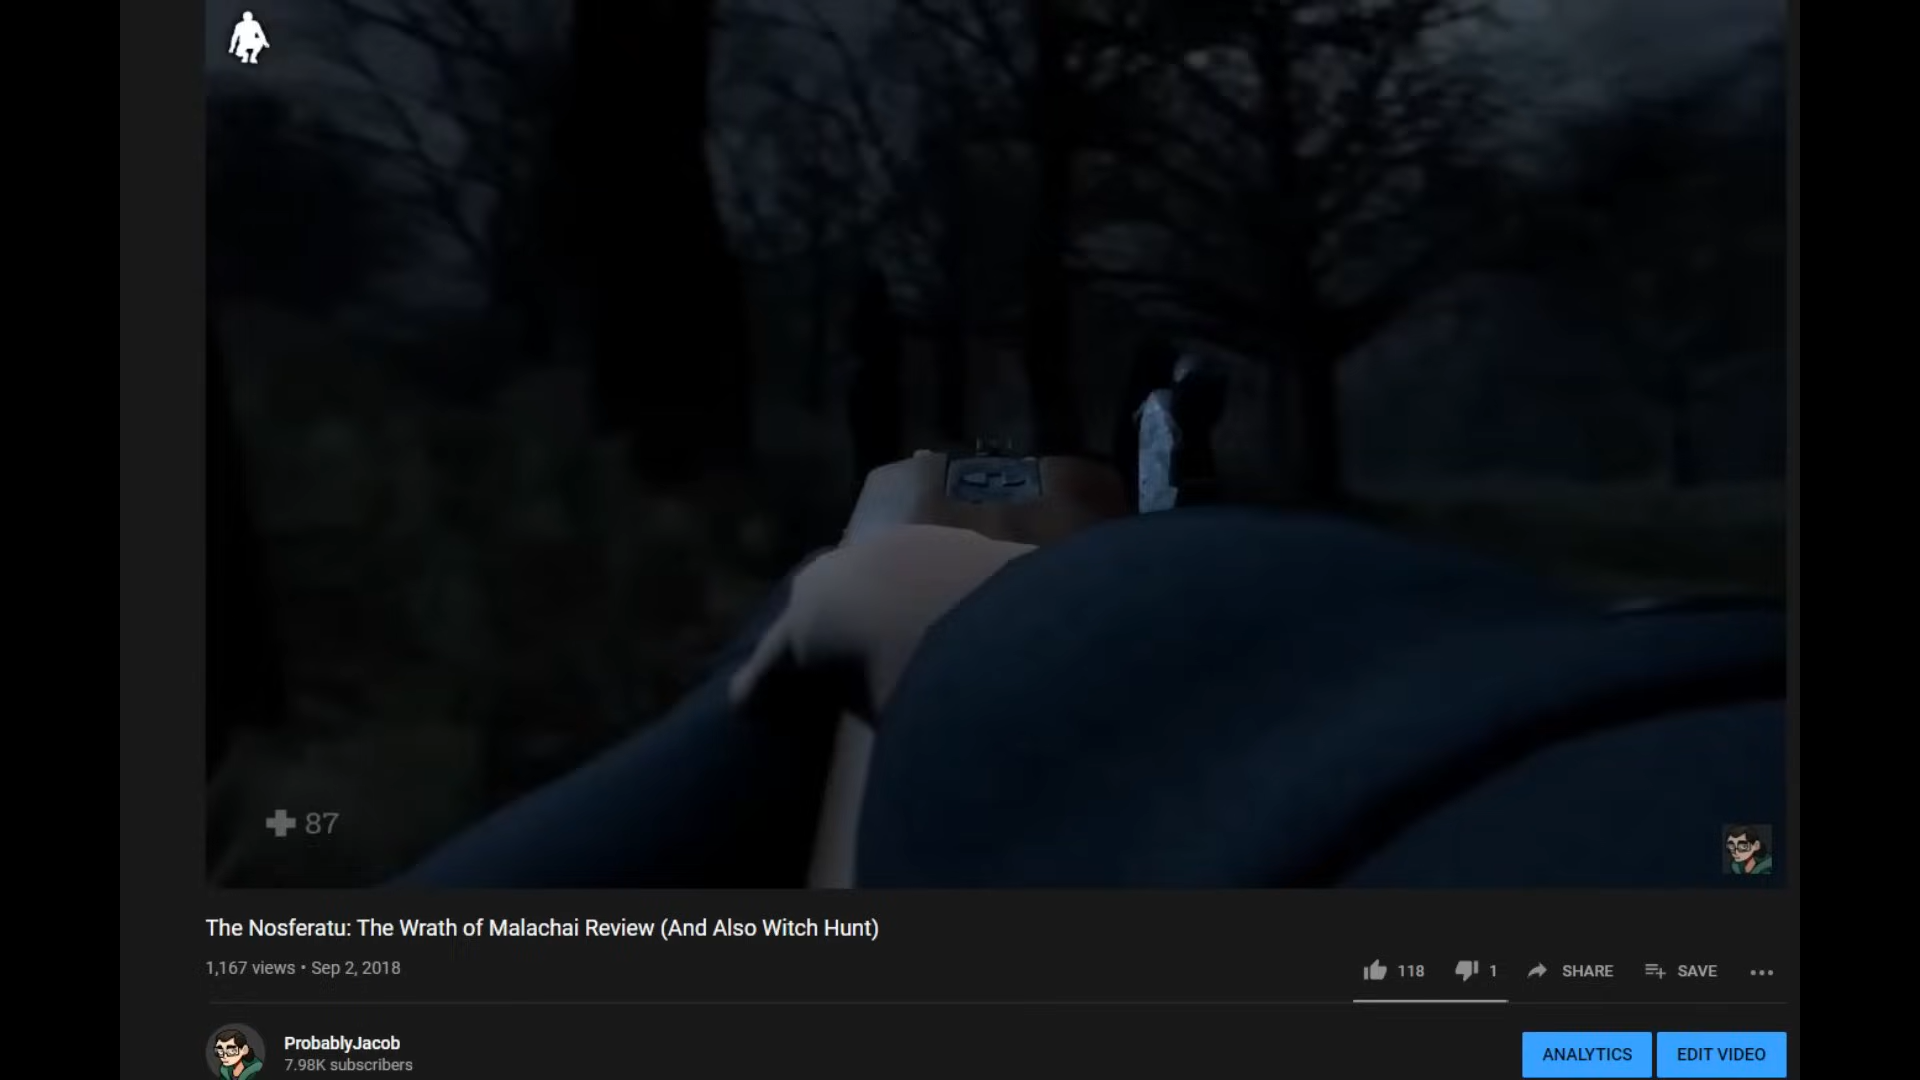 87
The Nosferatu: The Wrath of Malachai Review (And Also Witch Hunt)
1,167 views • Sep 2, 2018
118 1 SHARE SAVE
ProbablyJacob
7.98K subscribers
ANALYTICS EDIT VIDEO